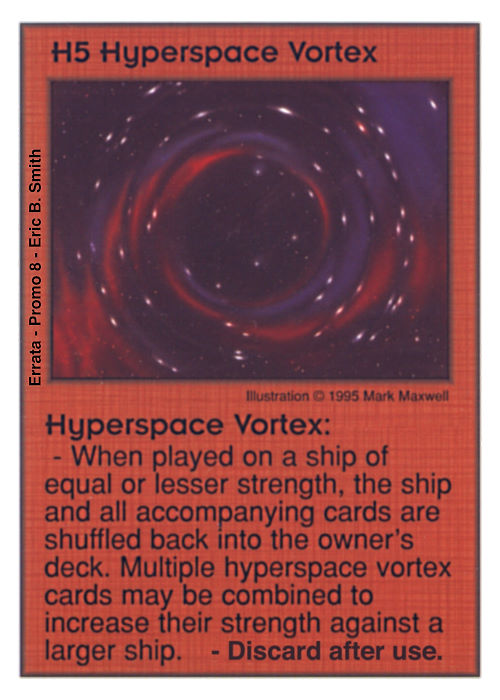 H5 Hyperspace Vortex
Errata - Promo 8 - Eric B. Smith
Illustration © 1995 Mark Maxwell
Hyperspace Vortex:
- When played on a ship of
equal or lesser strength, the ship
and all accompanying cards are
shuffled back into the owner's
deck. Multiple hyperspace vortex
cards may be combined to
increase their strength against a
larger ship. - Discard after use.